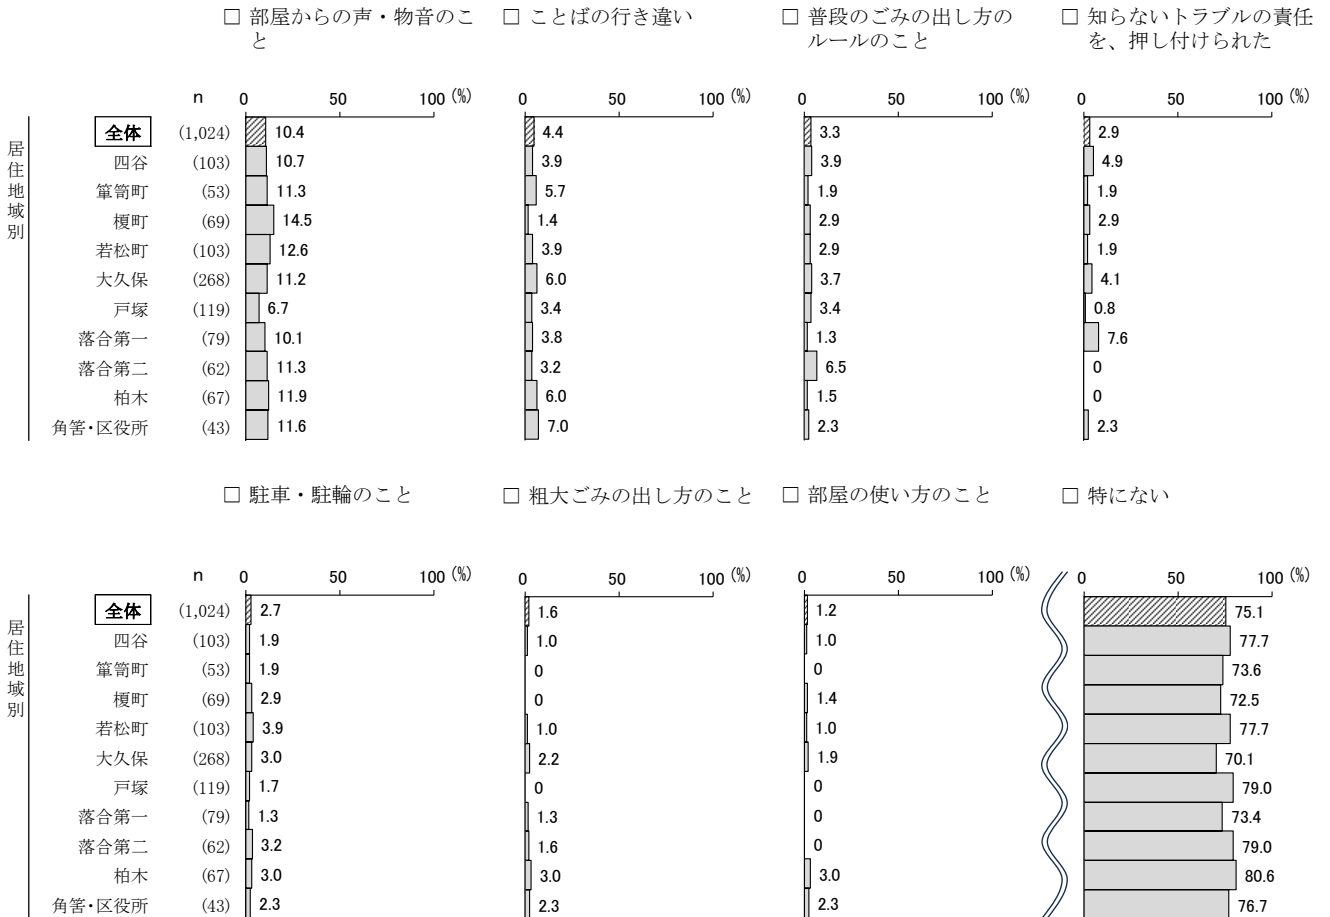 □ 部屋からの声・物音のこと
□ ことばの行き違い
□ 普段のごみの出し方のルールのこと
□ 知らないトラブルの責任を、押し付けられた
n 0 50 100 (%) 0 50 100 (%) 0 50 100 (%) 0 50 100 (%)
居住地域別
全体 (1,024) 10.4 4.4 3.3 2.9
四谷 (103) 10.7 3.9 3.9 4.9
箪笥町 (53) 11.3 5.7 1.9 1.9
榎町 (69) 14.5 1.4 2.9 2.9
若松町 (103) 12.6 3.9 2.9 1.9
大久保 (268) 11.2 6.0 3.7 4.1
戸塚 (119) 6.7 3.4 3.4 0.8
落合第一 (79) 10.1 3.8 1.3 7.6
落合第二 (62) 11.3 3.2 6.5 0
柏木 (67) 11.9 6.0 1.5 0
角筈・区役所 (43) 11.6 7.0 2.3 2.3
□ 駐車・駐輪のこと
□ 粗大ごみの出し方のこと
□ 部屋の使い方のこと
□ 特にない
n 0 50 100 (%) 0 50 100 (%) 0 50 100 (%) 0 50 100 (%)
居住地域別
全体 (1,024) 2.7 1.6 1.2 75.1
四谷 (103) 1.9 1.0 1.0 77.7
箪笥町 (53) 1.9 0 0 73.6
榎町 (69) 2.9 0 1.4 72.5
若松町 (103) 3.9 1.0 1.0 77.7
大久保 (268) 3.0 2.2 1.9 70.1
戸塚 (119) 1.7 0 0 79.0
落合第一 (79) 1.3 1.3 0 73.4
落合第二 (62) 3.2 1.6 0 79.0
柏木 (67) 3.0 3.0 3.0 80.6
角筈・区役所 (43) 2.3 2.3 2.3 76.7